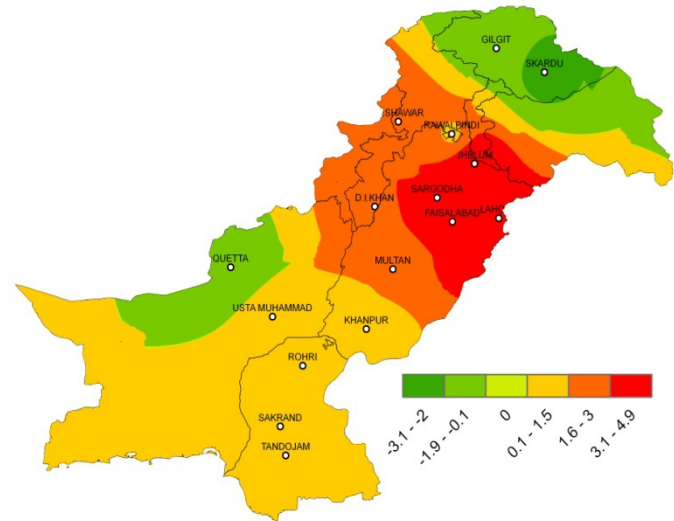 GILGIT
SKARDU
SHAWAR
RAWALPINDI
JHELUM
SARGODHA
D.I.KHAN
LAHO
FAISALABAD
QUETTA
MULTAN
USTA MUHAMMAD
KHANPUR
ROHRI
SAKRAND
TANDOJAM
-3.1 - -2
-1.9 - -0.1
0
0.1 - 1.5
1.6 - 3
3.1 - 4.9